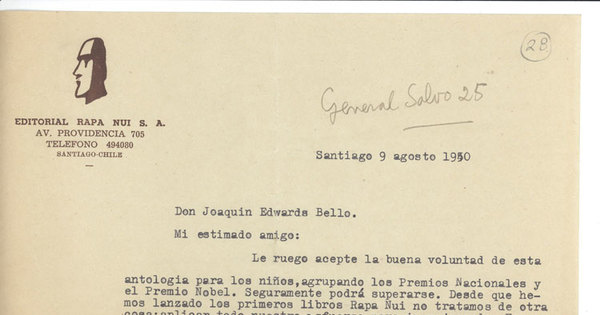 28
General Salvo 25
EDITORIAL RAPA NUI S. A.
AV. PROVIDENCIA 705
TELEFONO 494080
SANTIAGO-CHILE
Santiago 9 agosto 1950
Don Joaquin Edwards Bello.
Mi estimado amigo:
Le ruego acepte la buena voluntad de esta
antología para los niños,agrupando los Premios Nacionales y
el Premio Nobel. Seguramente podrá superarse. Desde que he-
mos lanzado los primeros libros Rapa Nui no tratamos de otra